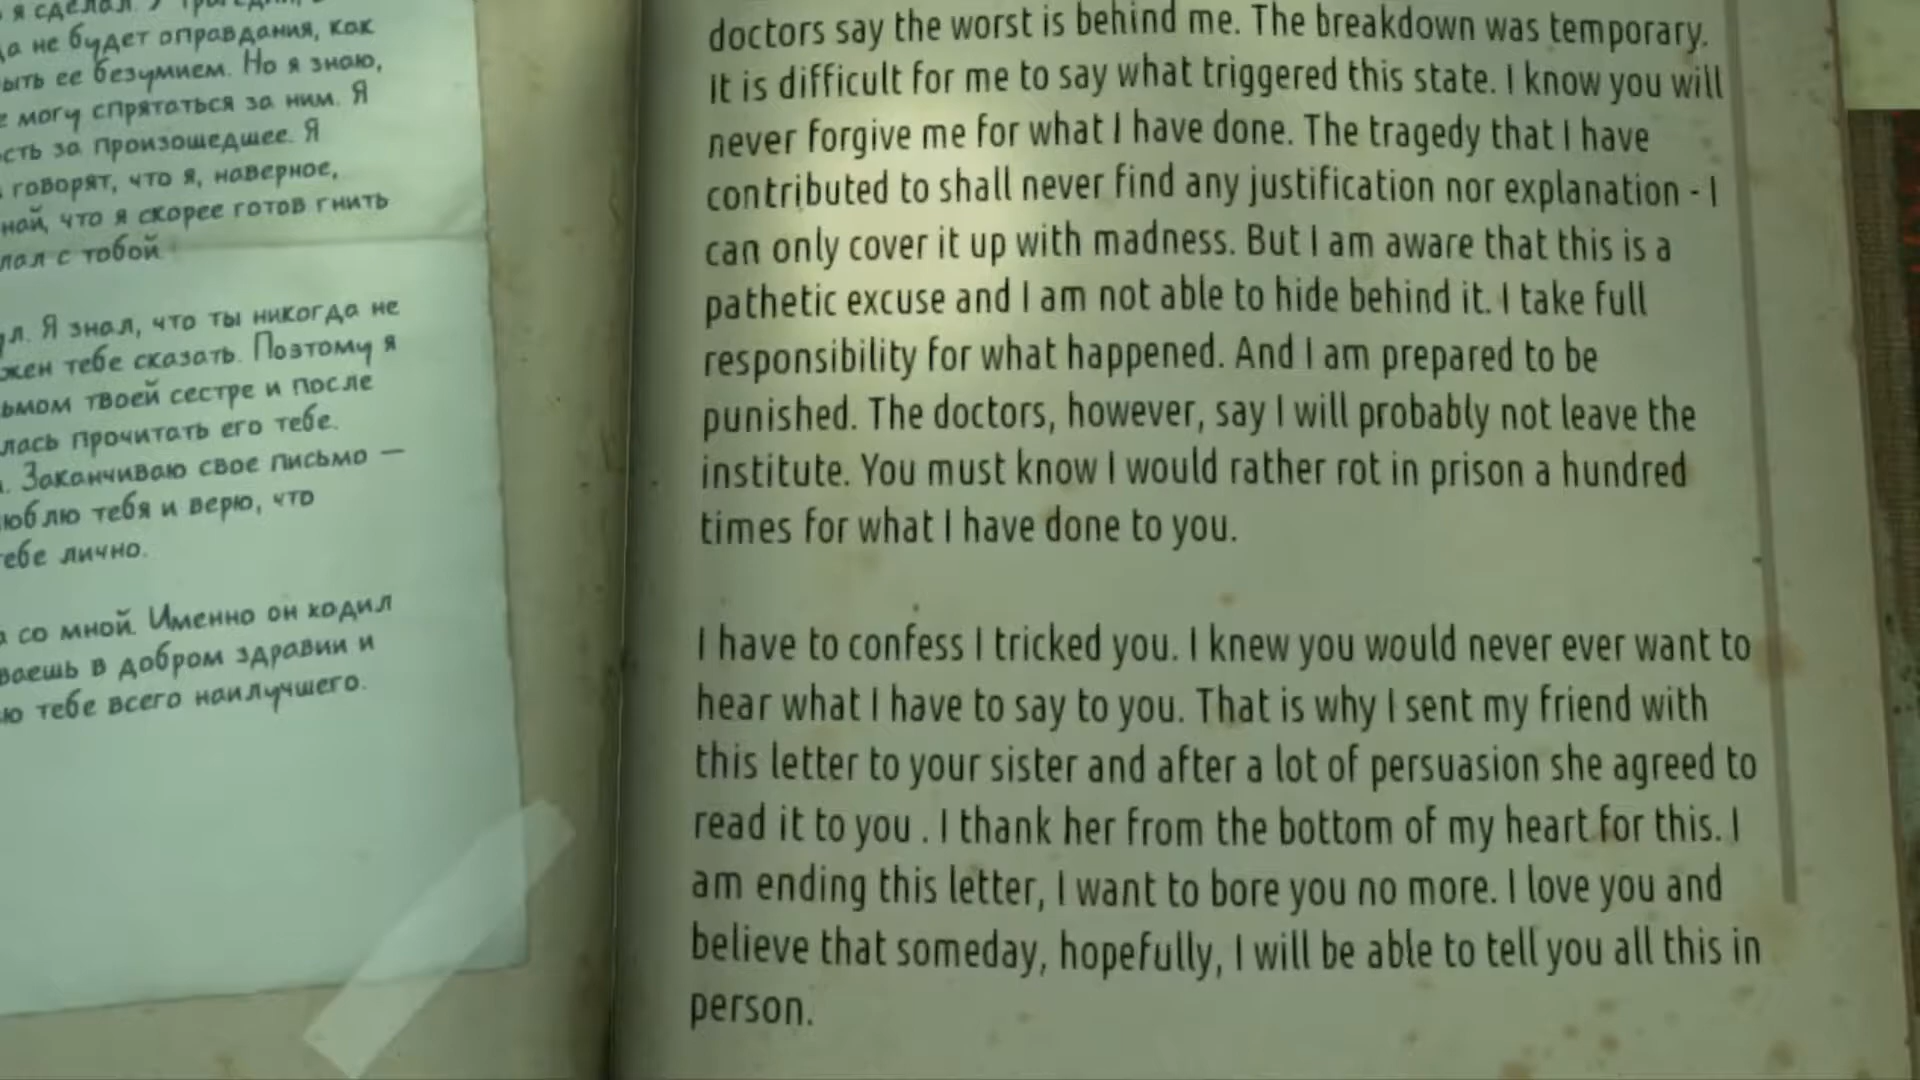 я сделал. У трагедии,
да не будет оправдания, как
ыть ее безумием. Но я знаю,
могу спрятаться за ним. Я
сть за произошедшее. Я
говорят, что я, наверное,
най, что я скорее готов гнить
лал с тобой.
ул. Я знал, что ты никогда не
жен тебе сказать. Поэтому я
ьмом твоей сестре и после
лась прочитать его тебе.
Заканчиваю свое письмо —
юблю тебя и верю, что
ебе лично.
со мной. Именно он ходил
ваешь в добром здравии и
ю тебе всего наилучшего.
doctors say the worst is behind me. The breakdown was temporary.
It is difficult for me to say what triggered this state. I know you will
never forgive me for what I have done. The tragedy that I have
contributed to shall never find any justification nor explanation - I
can only cover it up with madness. But I am aware that this is a
pathetic excuse and I am not able to hide behind it. I take full
responsibility for what happened. And I am prepared to be
punished. The doctors, however, say I will probably not leave the
institute. You must know I would rather rot in prison a hundred
times for what I have done to you.
I have to confess I tricked you. I knew you would never ever want to
hear what I have to say to you. That is why I sent my friend with
this letter to your sister and after a lot of persuasion she agreed to
read it to you . I thank her from the bottom of my heart for this. I
am ending this letter, I want to bore you no more. I love you and
believe that someday, hopefully, I will be able to tell you all this in
person.